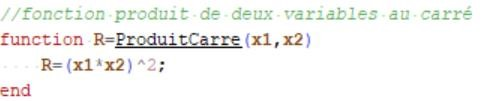 //fonction produit de deux variables au carré
function R=ProduitCarre(x1,x2)
R=(x1*x2)^2;
end